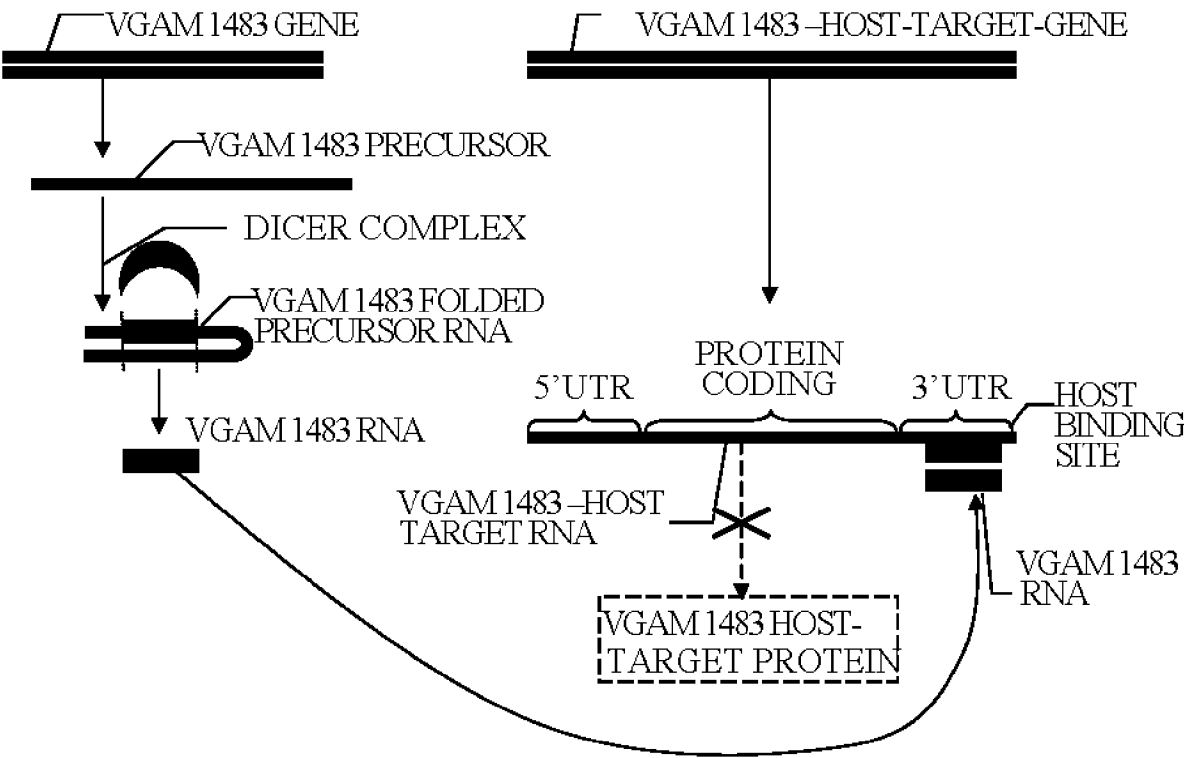 VGAM 1483 GENE
VGAM 1483 –HOST-TARGET-GENE
VGAM 1483 PRECURSOR
DICER COMPLEX
VGAM 1483 FOLDED
PRECURSOR RNA
VGAM 1483 RNA
PROTEIN
CODING
5’UTR
3’UTR
HOST
BINDING
SITE
VGAM 1483 –HOST
TARGET RNA
VGAM 1483
RNA
VGAM 1483 HOST-
TARGET PROTEIN